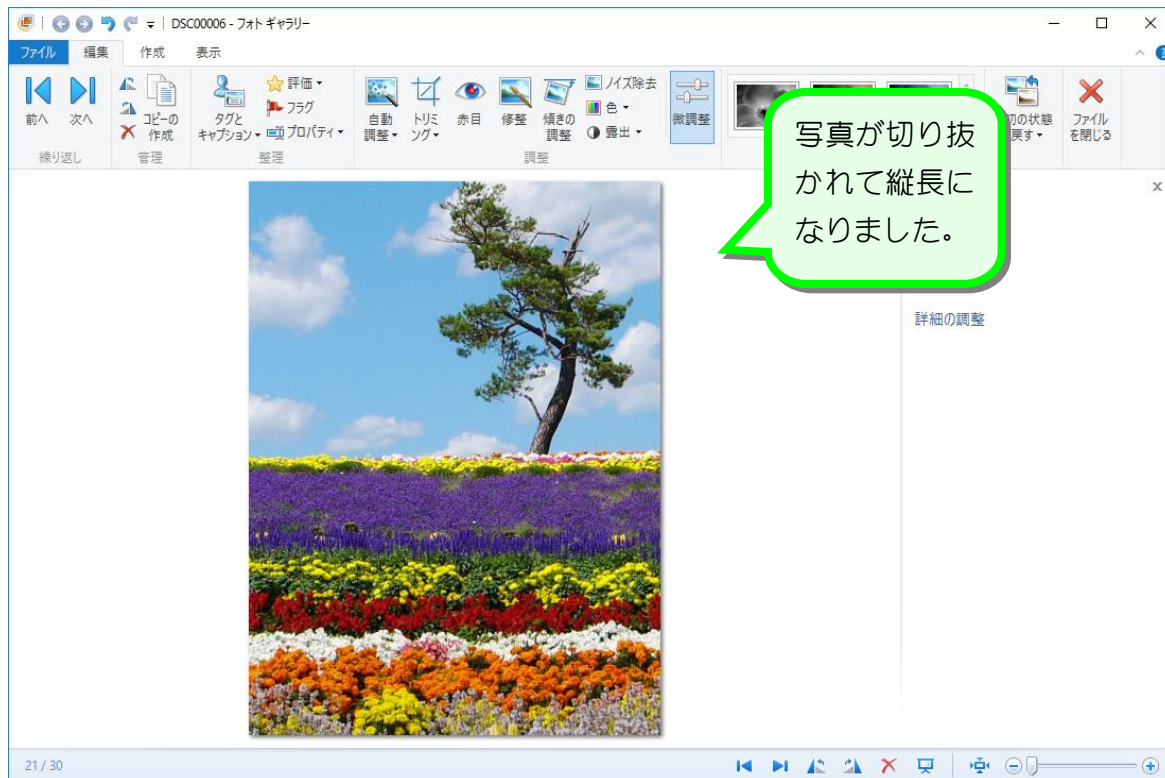 DSC00006 - フォト ギャラリー
ファイル 編集 作成 表示
前へ 次へ
コピーの
作成
タグと
キャプション
評価
フラグ
プロパティ
自動
調整
トリミ
ング
赤目
修整
傾きの
調整
ノイズ除去
色
露出
微調整
初の状態
戻す
ファイル
を閉じる
繰り返し 管理 整理 調整
写真が切り抜
かれて縦長に
なりました。
詳細の調整
21 / 30